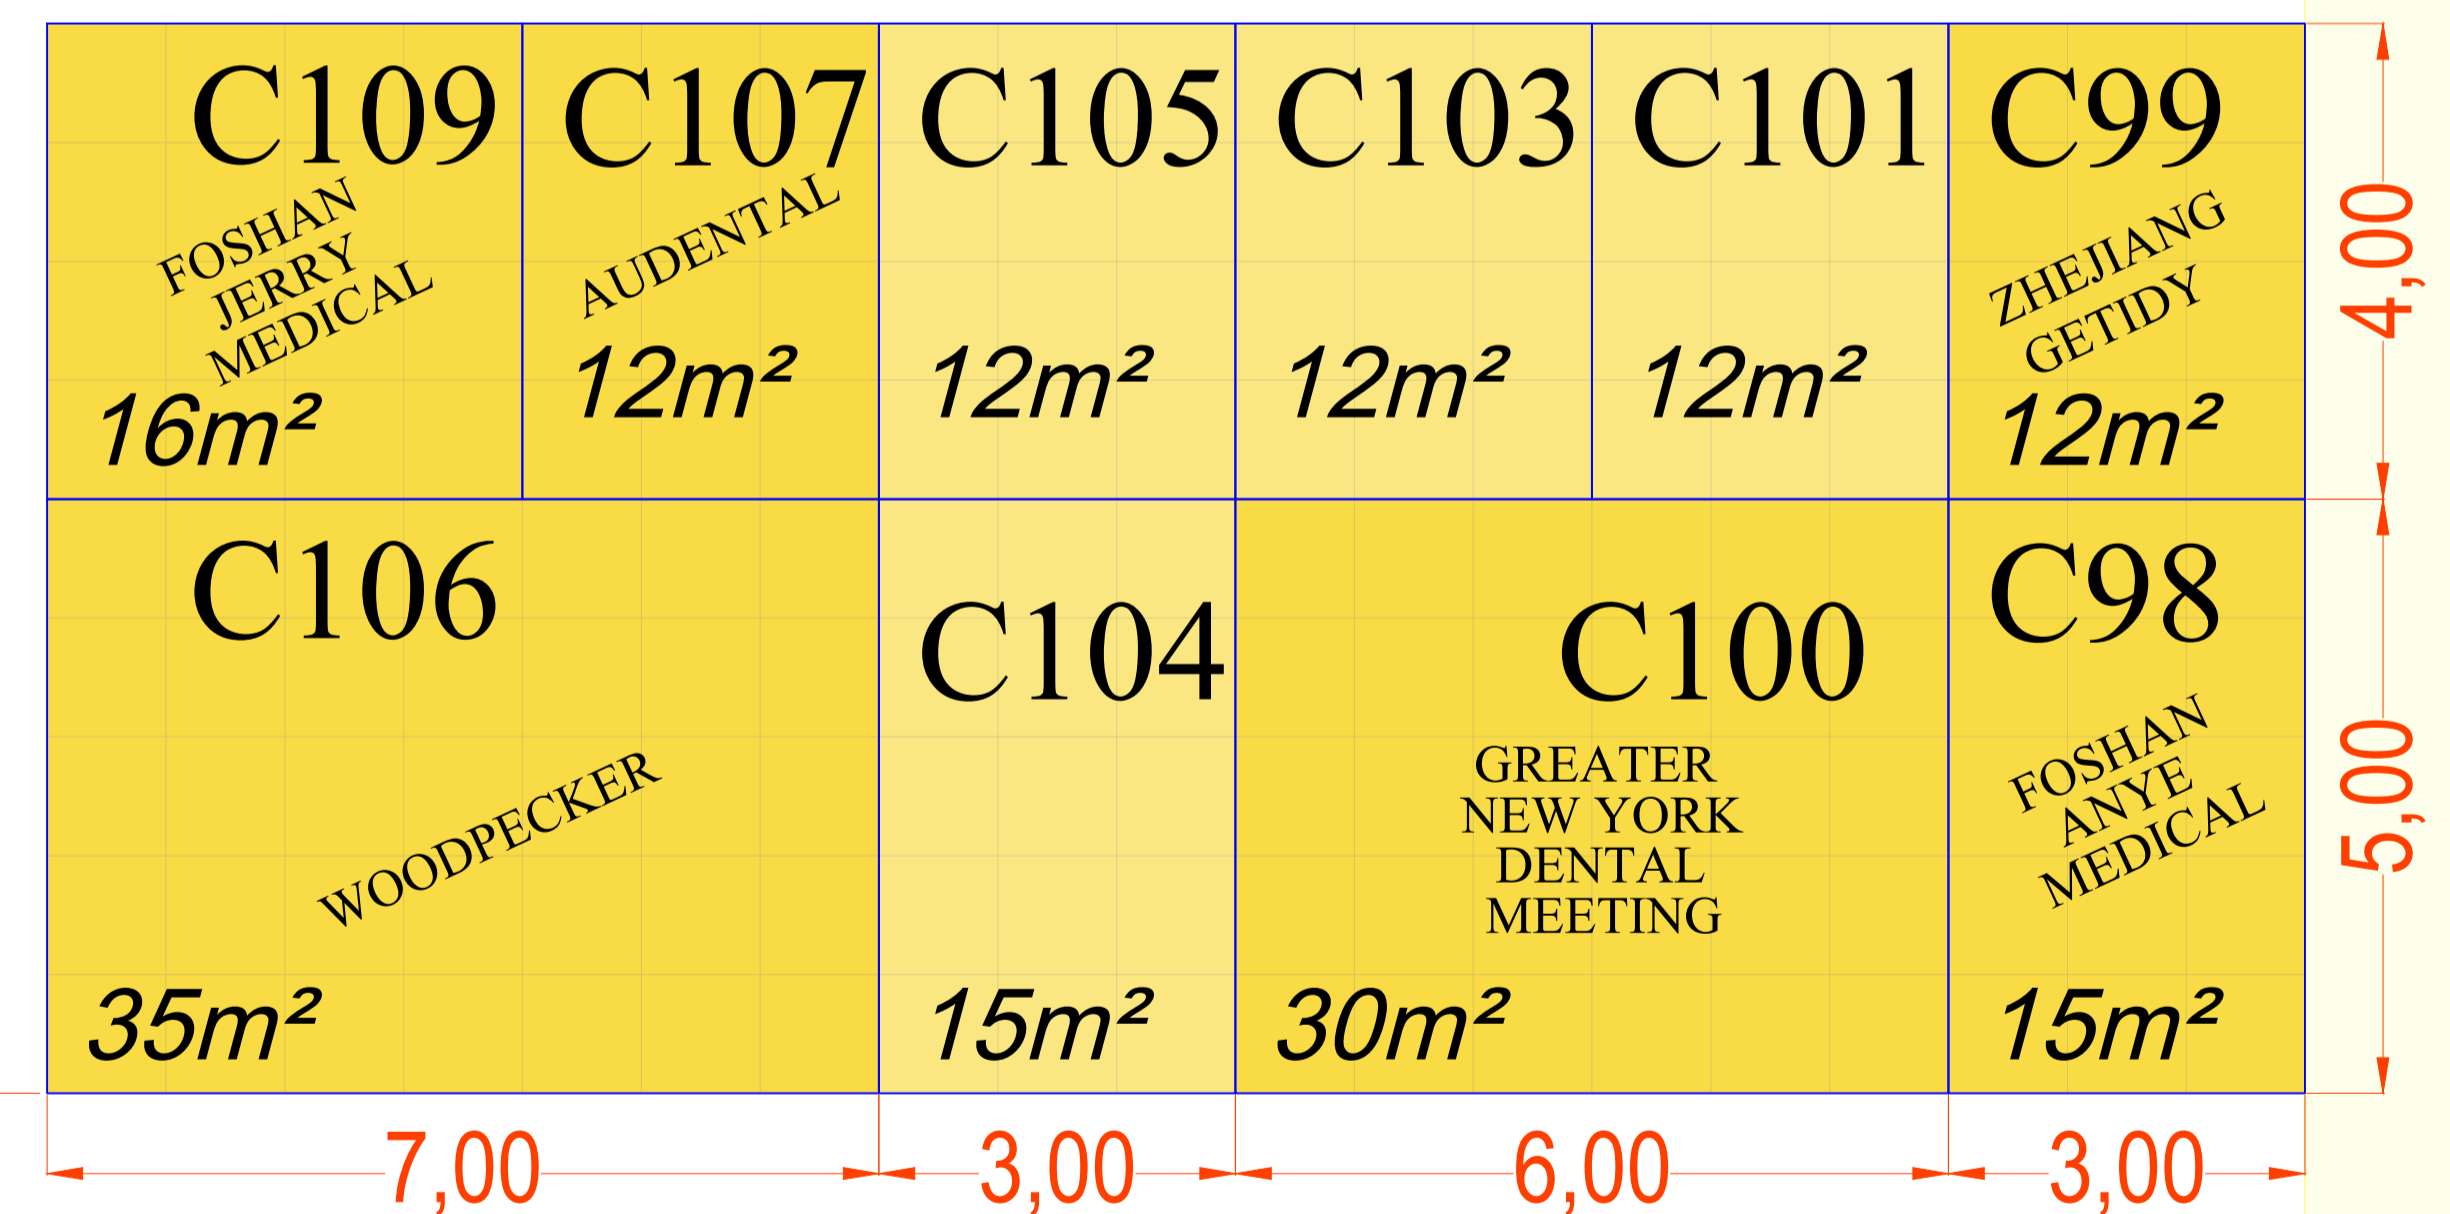 C109
FOSHAN
JERRY
MEDICAL
16m²
C107
AUDENTAL
12m²
C105
12m²
C103
12m²
C101
12m²
C99
ZHEJIANG
GETIDY
12m²
4,00
C106
WOODPECKER
35m²
C104
15m²
C100
GREATER
NEW YORK
DENTAL
MEETING
30m²
C98
FOSHAN
ANYE
MEDICAL
15m²
5,00
7,00
3,00
6,00
3,00